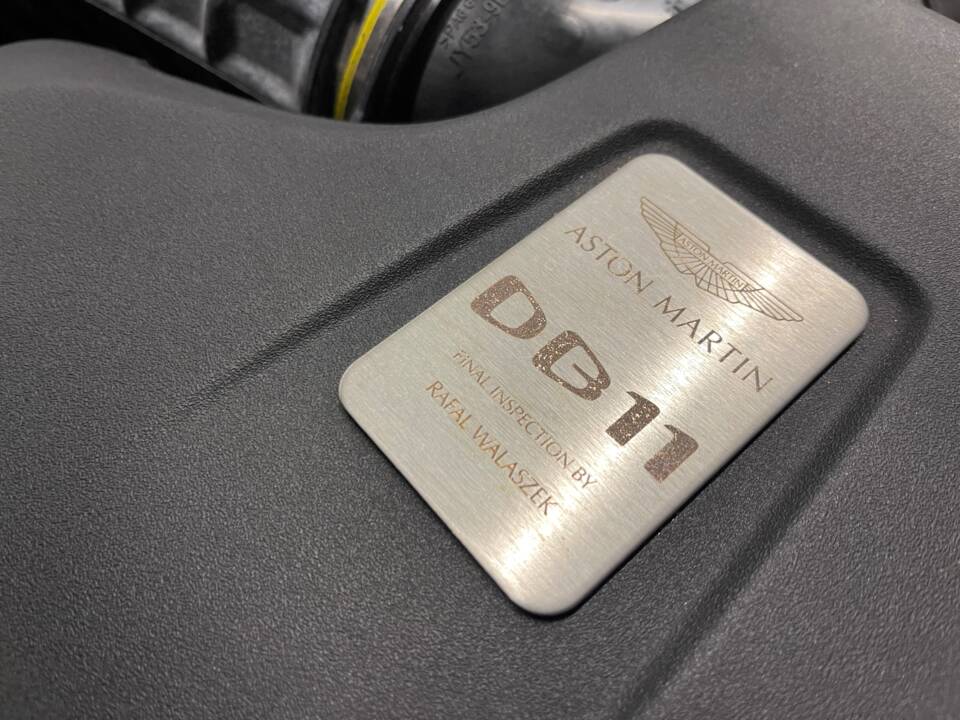 ASTON MARTIN
ASTON MARTIN
DB11
FINAL INSPECTION BY
RAFAL WALASZEK